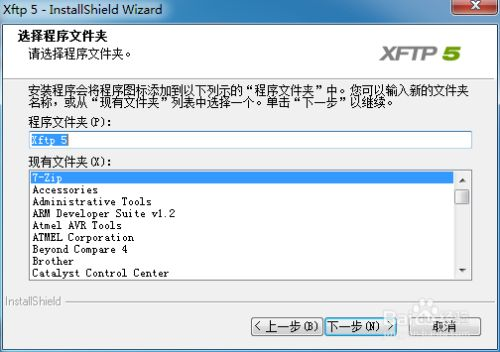 Xftp 5 - InstallShield Wizard
选择程序文件夹
请选择程序文件夹。
XFTP 5
安装程序会将程序图标添加到以下列示的“程序文件夹”中。您可以输入新的文件夹
名称，或从“现有文件夹”列表中选择一个。单击“下一步”以继续。
程序文件夹(P):
Xftp 5
现有文件夹(X):
7-Zip
Accessories
Administrative Tools
ARM Developer Suite v1.2
Atmel AVR Tools
ATMEL Corporation
Beyond Compare 4
Brother
Catalyst Control Center
InstallShield
< 上一步(B)
下一步(N) >
取消